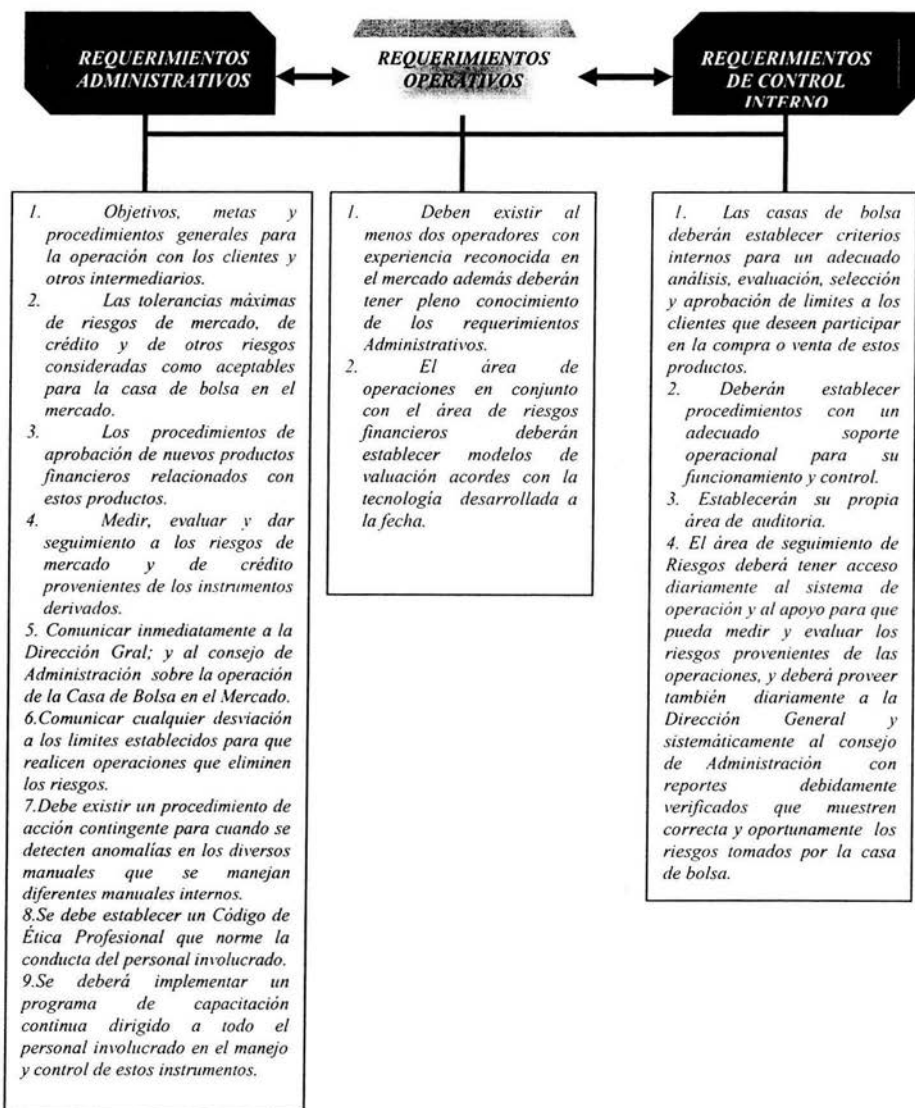 REQUERIMIENTOS
ADMINISTRATIVOS
REQUERIMIENTOS
OPERATIVOS
REQUERIMIENTOS
DE CONTROL
INTERNO
1. Objetivos, metas y
procedimientos generales para
la operación con los clientes y
otros intermediarios.
2. Las tolerancias máximas
de riesgos de mercado, de
crédito y de otros riesgos
consideradas como aceptables
para la casa de bolsa en el
mercado.
3. Los procedimientos de
aprobación de nuevos productos
financieros relacionados con
estos productos.
4. Medir, evaluar y dar
seguimiento a los riesgos de
mercado y de crédito
provenientes de los instrumentos
derivados.
5. Comunicar inmediatamente a la
Dirección Gral; y al consejo de
Administración sobre la operación
de la Casa de Bolsa en el Mercado.
6.Comunicar cualquier desviación
a los limites establecidos para que
realicen operaciones que eliminen
los riesgos.
7.Debe existir un procedimiento de
acción contingente para cuando se
detecten anomalías en los diversos
manuales que se manejan
diferentes manuales internos.
8.Se debe establecer un Código de
Ética Profesional que norme la
conducta del personal involucrado.
9.Se deberá implementar un
programa de capacitación
continua dirigido a todo el
personal involucrado en el manejo
y control de estos instrumentos.
1. Deben existir al
menos dos operadores con
experiencia reconocida en
el mercado además deberán
tener pleno conocimiento
de los requerimientos
Administrativos.
2. El área de
operaciones en conjunto
con el área de riesgos
financieros deberán
establecer modelos de
valuación acordes con la
tecnología desarrollada a
la fecha.
1. Las casas de bolsa
deberán establecer criterios
internos para un adecuado
análisis, evaluación, selección
y aprobación de limites a los
clientes que deseen participar
en la compra o venta de estos
productos.
2. Deberán establecer
procedimientos con un
adecuado soporte
operacional para su
funcionamiento y control.
3. Establecerán su propia
área de auditoria.
4. El área de seguimiento de
Riesgos deberá tener acceso
diariamente al sistema de
operación y al apoyo para que
pueda medir y evaluar los
riesgos provenientes de las
operaciones, y deberá proveer
también diariamente a la
Dirección General y
sistemáticamente al consejo
de Administración con
reportes debidamente
verificados que muestren
correcta y oportunamente los
riesgos tomados por la casa
de bolsa.